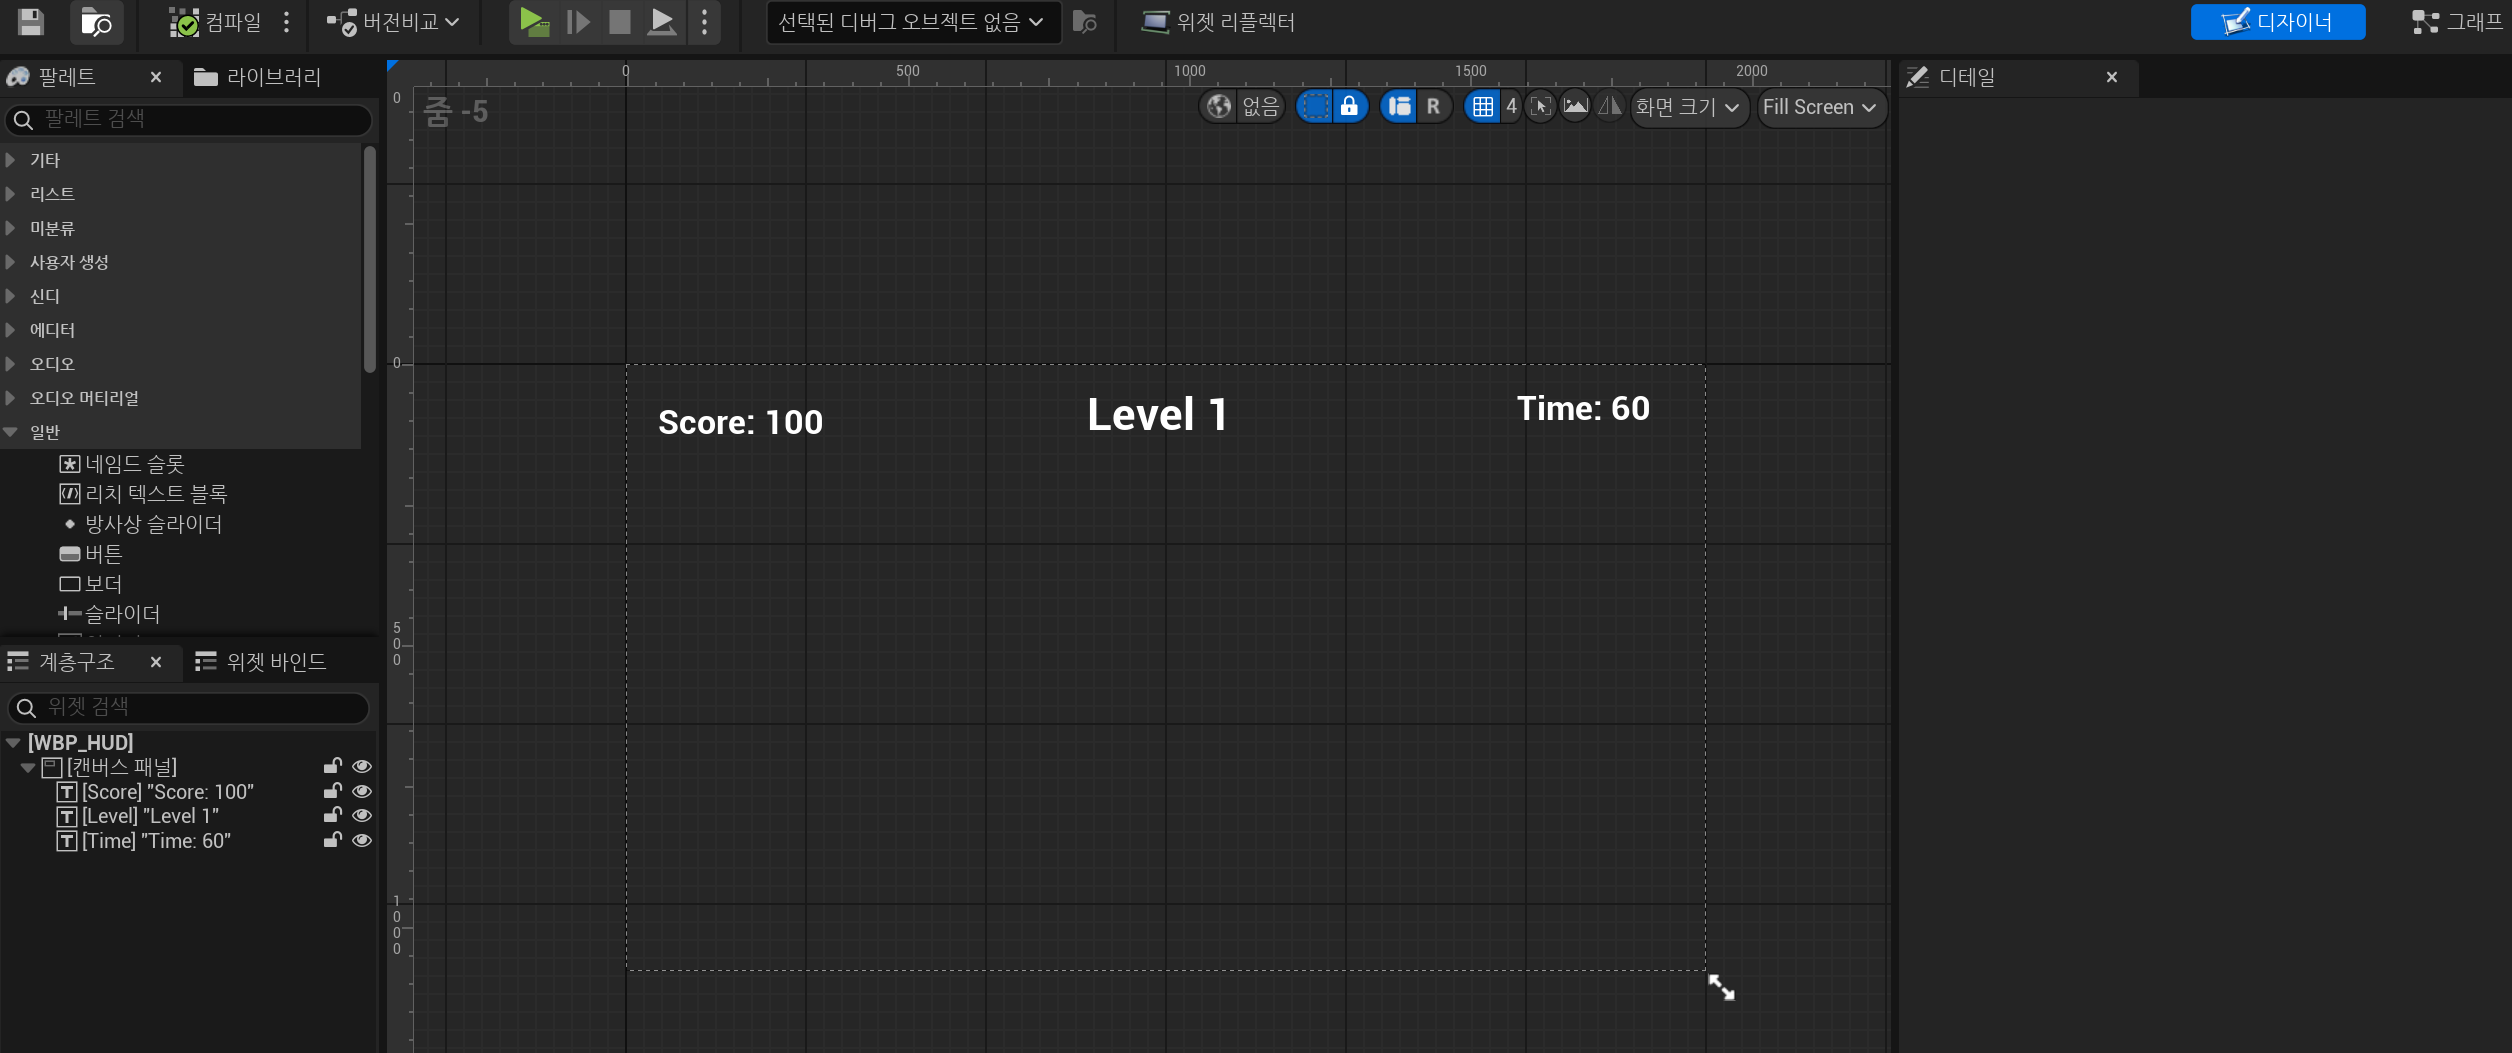 컴파일
버전비교
선택된 디버그 오브젝트 없음
위젯 리플렉터
디자이너
그래프
팔레트
라이브러리
팔레트 검색
기타
리스트
미분류
사용자 생성
신디
에디터
오디오
오디오 머티리얼
일반
네임드 슬롯
리치 텍스트 블록
방사상 슬라이더
버튼
보더
슬라이더
계층구조
위젯 바인드
위젯 검색
[WBP_HUD]
[캔버스 패널]
[Score] "Score: 100"
[Level] "Level 1"
[Time] "Time: 60"
0 500 1000 1500 2000
0
0
500
1000
줌 -5
없음
R
4
화면 크기
Fill Screen
Score: 100
Level 1
Time: 60
디테일